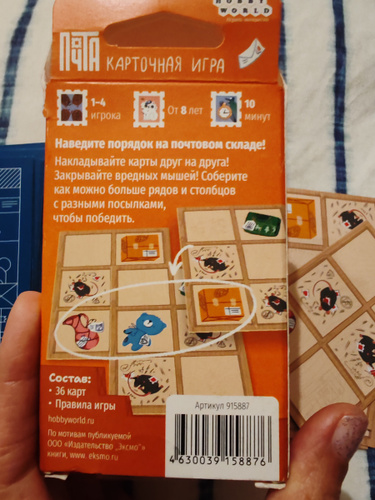 HOBBY
WORLD
ПОЧТА
КАРТОЧНАЯ ИГРА
1–4
игрока
От 8 лет
10
минут
Наведите порядок на почтовом складе!
Накладывайте карты друг на друга!
Закрывайте вредных мышей! Соберите
как можно больше рядов и столбцов
с разными посылками,
чтобы победить.
Состав:
• 36 карт
• Правила игры
hobbyworld.ru
По мотивам публикуемой
ООО «Издательство „Эксмо"»
книги, www.eksmo.ru
Артикул 915887
4 630039 158876